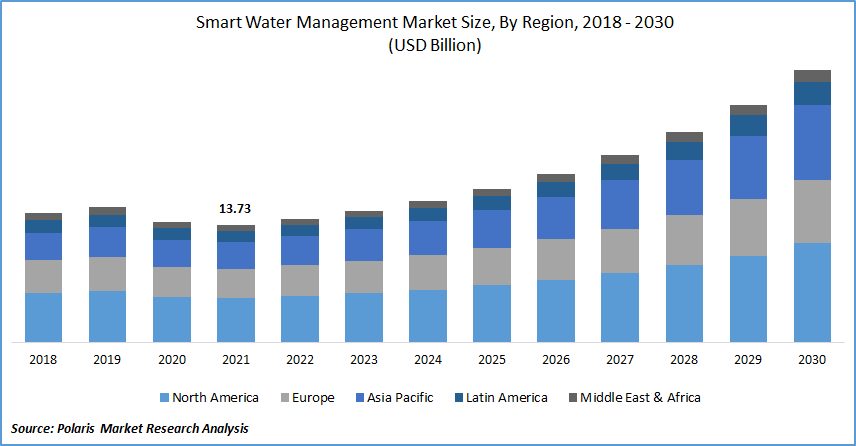 Smart Water Management Market Size, By Region, 2018 - 2030
(USD Billion)
13.73
2018 2019 2020 2021 2022 2023 2024 2025 2026 2027 2028 2029 2030
North America Europe Asia Pacific Latin America Middle East & Africa
Source: Polaris Market Research Analysis